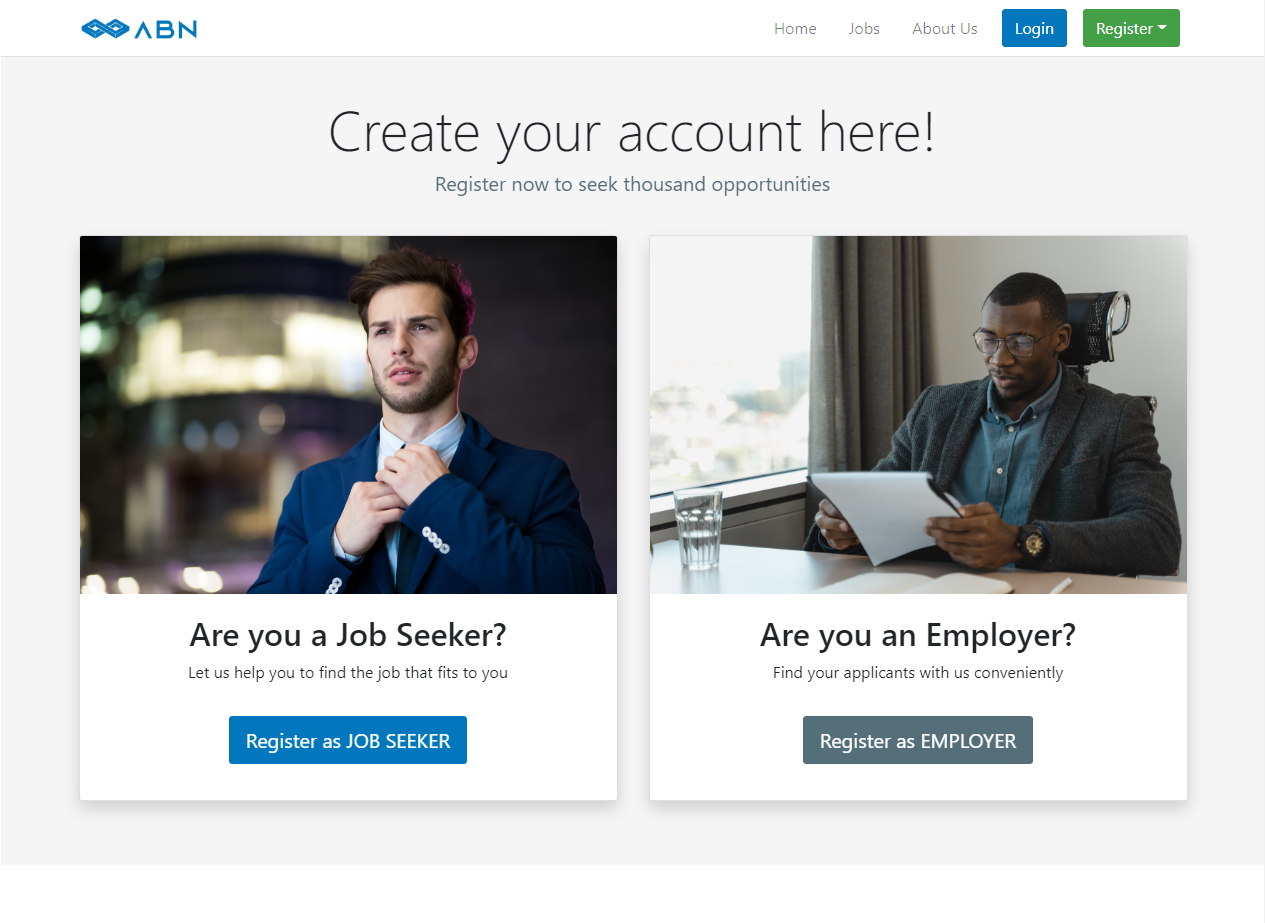 ABN
Home Jobs About Us Login Register
Create your account here!
Register now to seek thousand opportunities
Are you a Job Seeker?
Let us help you to find the job that fits to you
Register as JOB SEEKER
Are you an Employer?
Find your applicants with us conveniently
Register as EMPLOYER